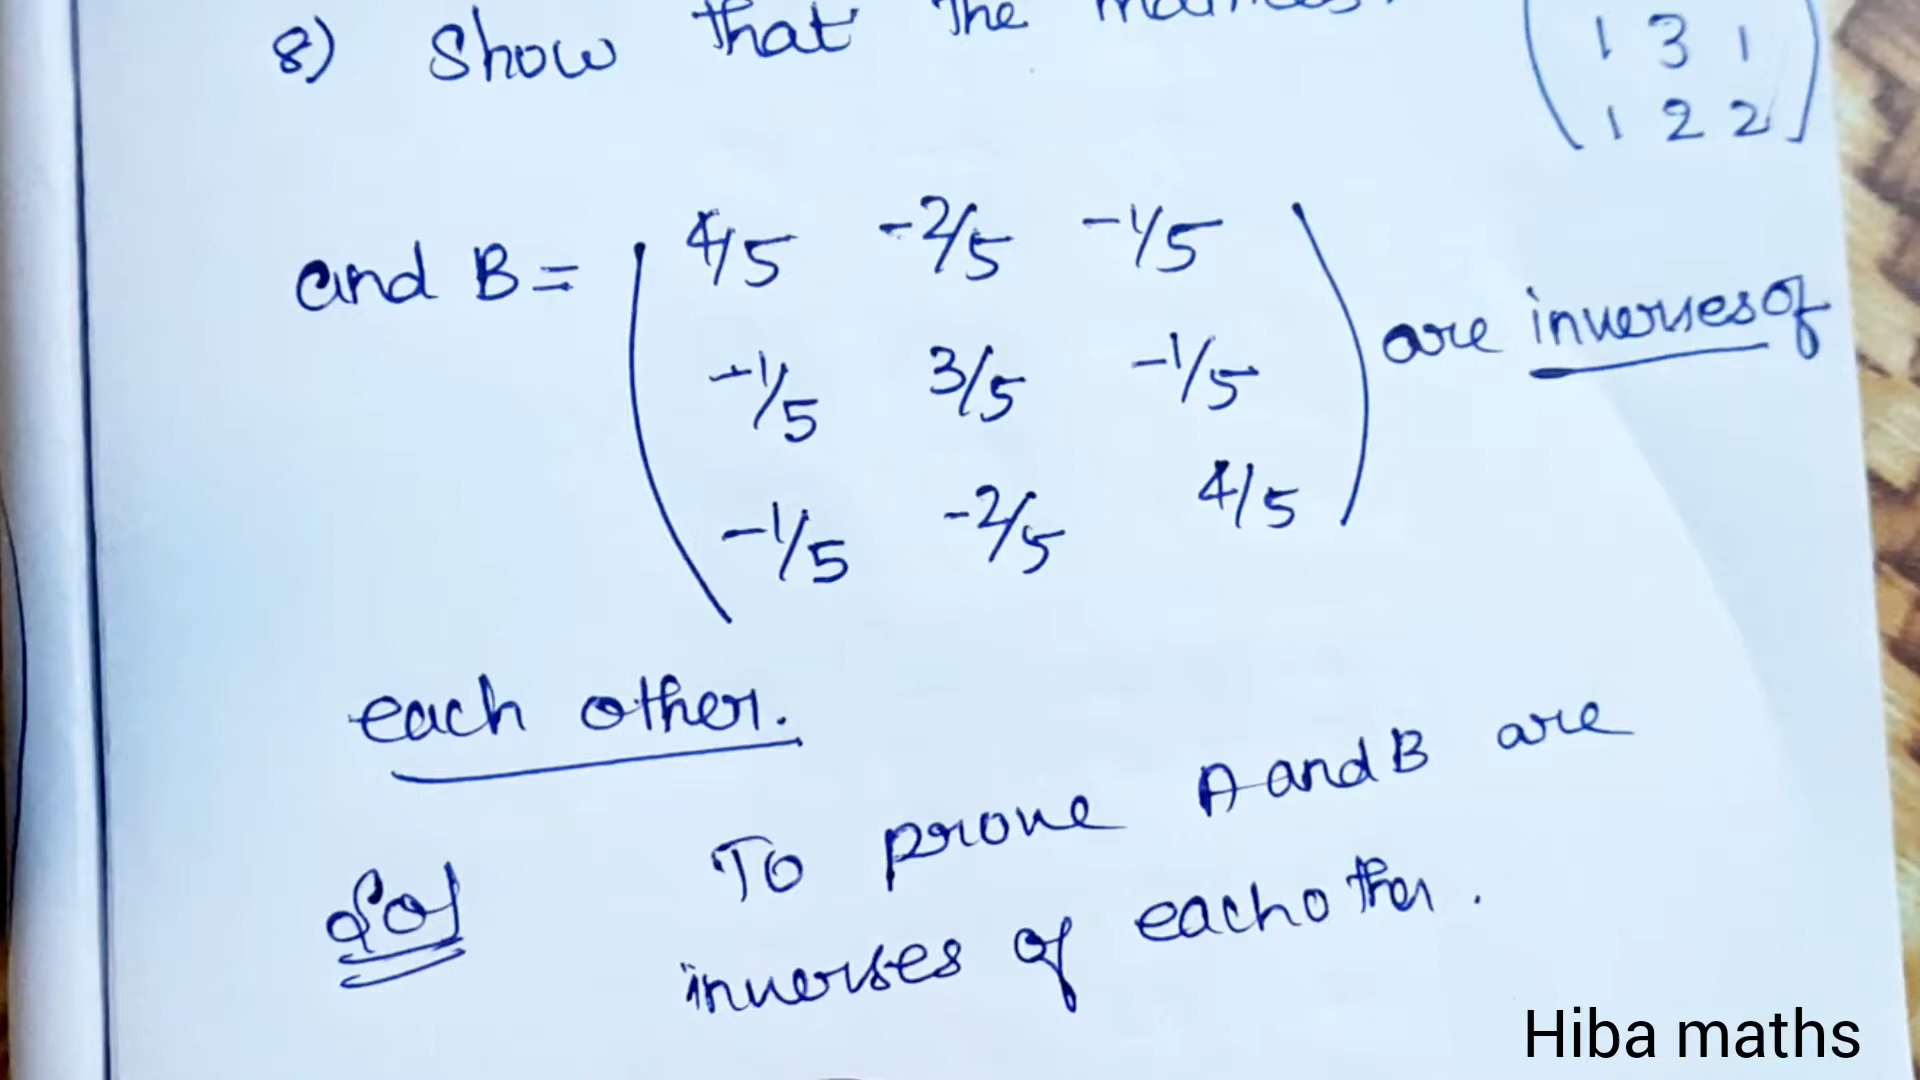 8) Show that the
1 3 1
1 2 2
and B = 4/5 -2/5 -1/5
-1/5 3/5 -1/5 are inverses of
-1/5 -2/5 4/5
each other.
Sol To prove A and B are
inverses of each other.
Hiba maths